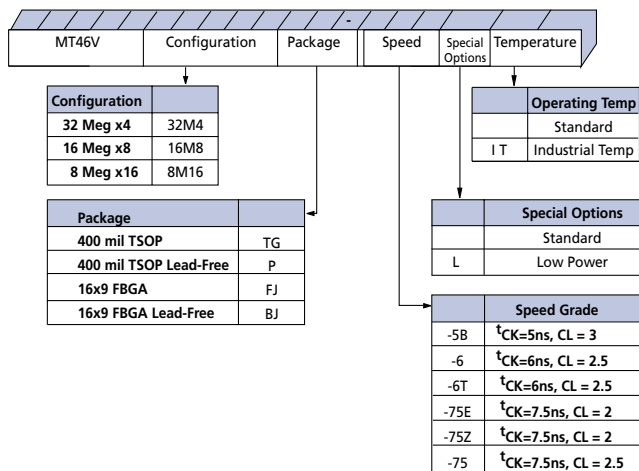 -
MT46V Configuration Package Speed Special Options Temperature
Configuration
32 Meg x4 32M4
16 Meg x8 16M8
8 Meg x16 8M16
Package
400 mil TSOP TG
400 mil TSOP Lead-Free P
16x9 FBGA FJ
16x9 FBGA Lead-Free BJ
Operating Temp
Standard
I T Industrial Temp
Special Options
Standard
L Low Power
Speed Grade
-5B tCK=5ns, CL = 3
-6 tCK=6ns, CL = 2.5
-6T tCK=6ns, CL = 2.5
-75E tCK=7.5ns, CL = 2
-75Z tCK=7.5ns, CL = 2
-75 tCK=7.5ns, CL = 2.5